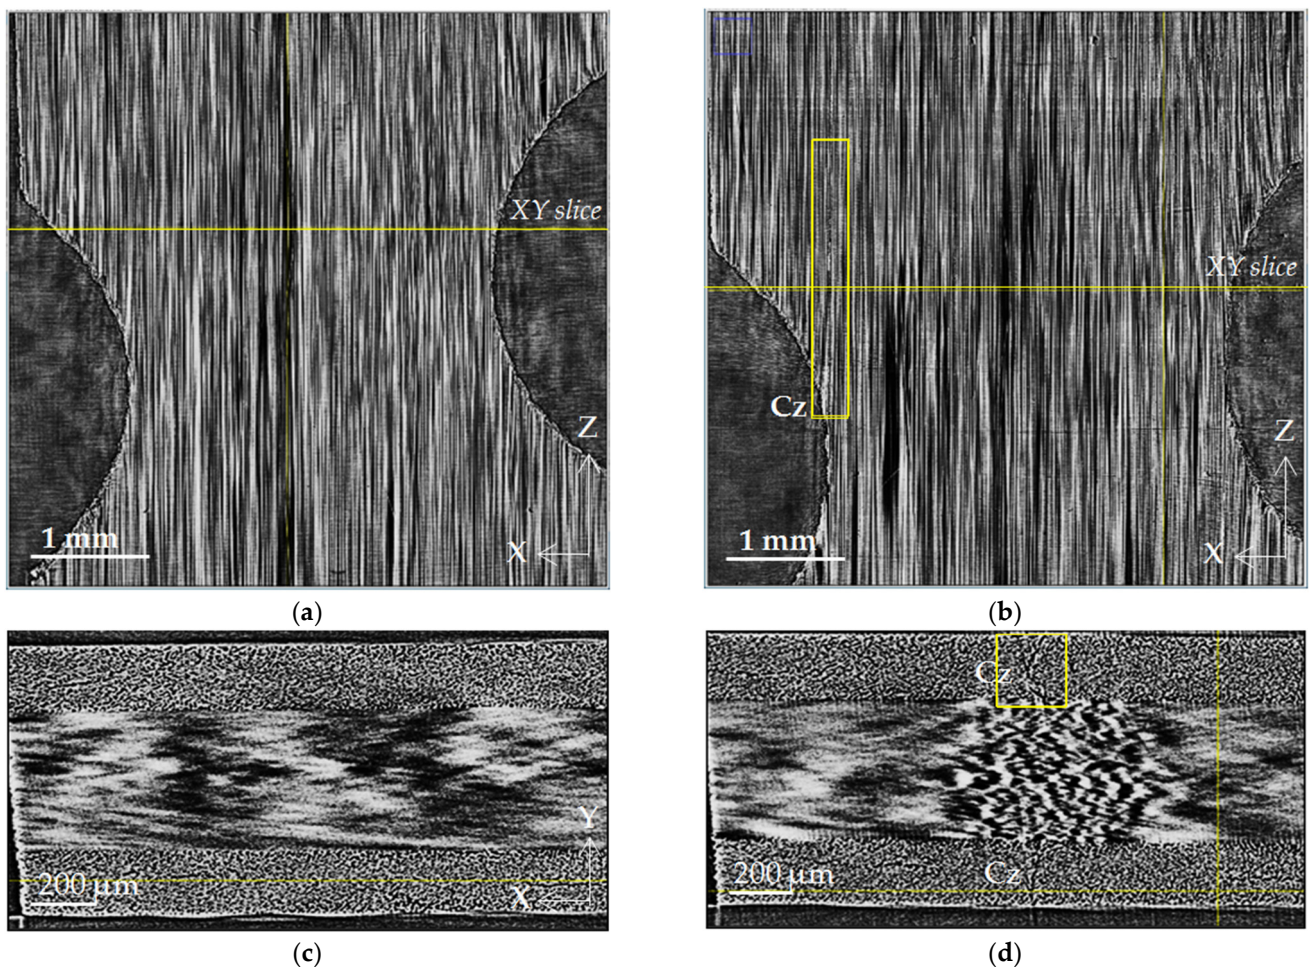 XY slice
Z
1 mm
X
(a)
XY slice
Cz
Z
1 mm
X
(b)
Y
200 μm
X
(c)
Cz
Cz
200 μm
(d)